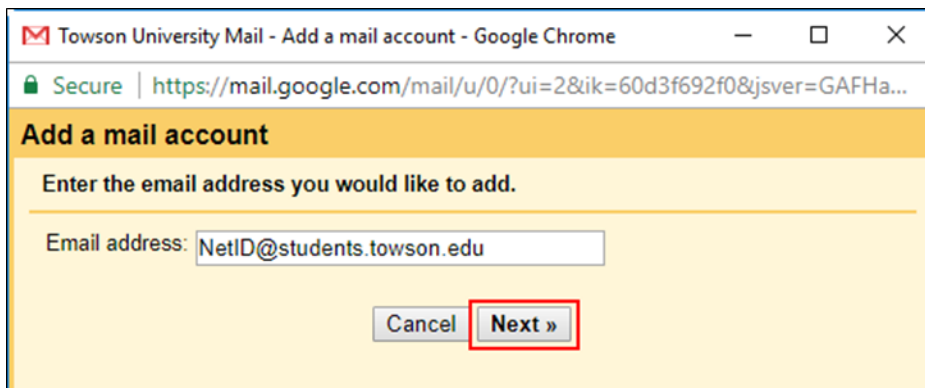 Towson University Mail - Add a mail account - Google Chrome
Secure | https://mail.google.com/mail/u/0/?ui=2&ik=60d3f692f0&jsver=GAFHa...
Add a mail account
Enter the email address you would like to add.
Email address: NetID@students.towson.edu
Cancel Next »